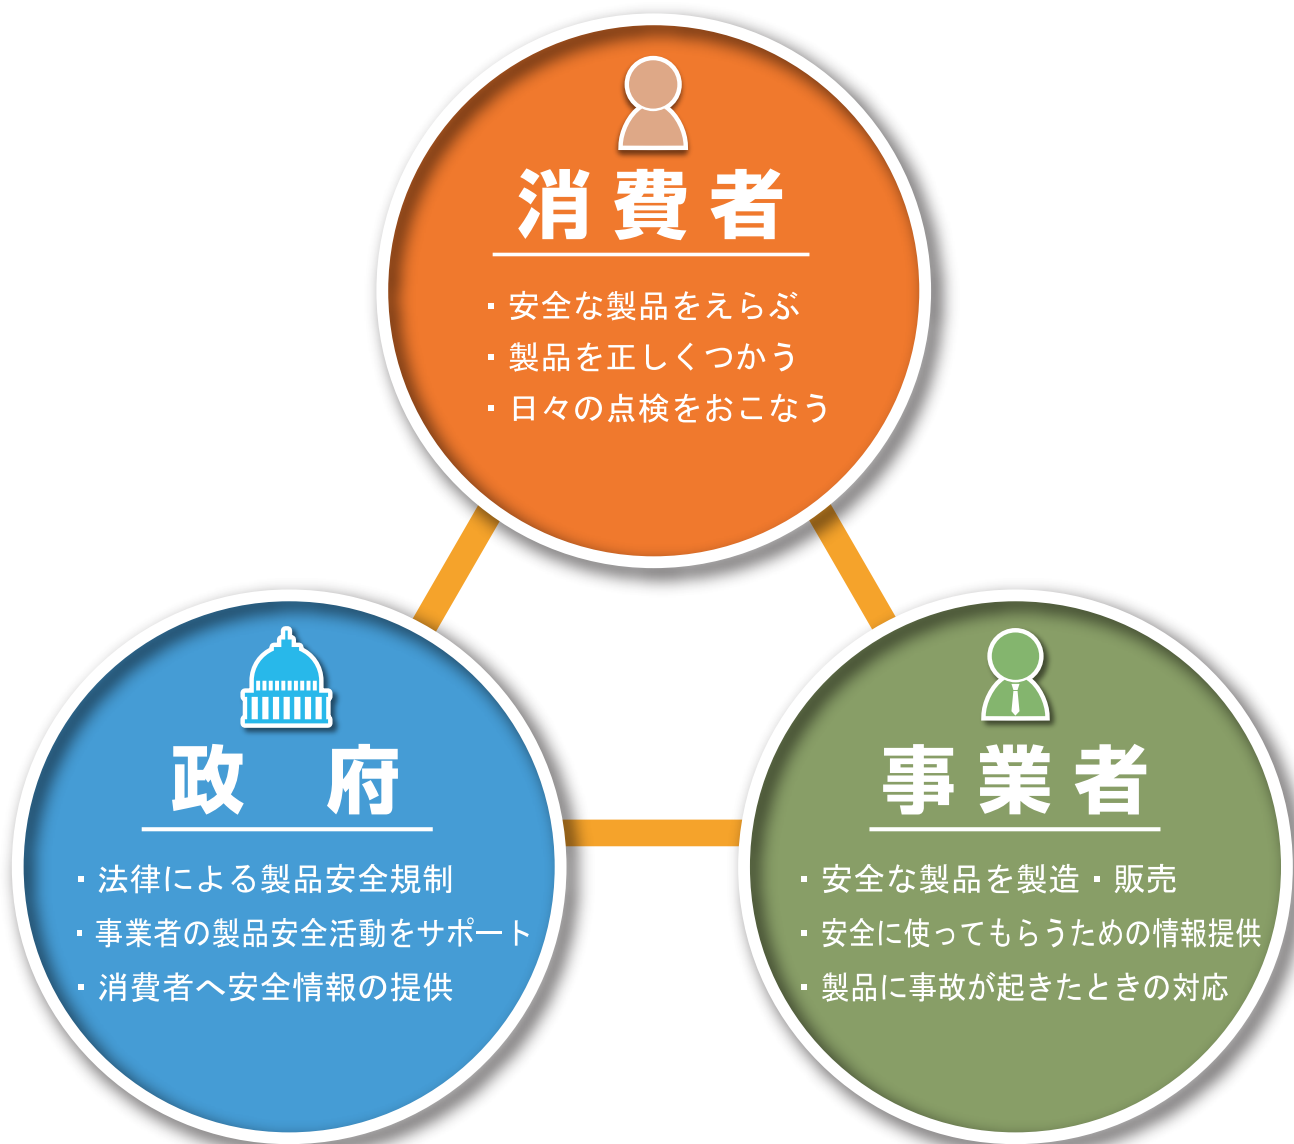 消費者
・安全な製品をえらぶ
・製品を正しくつかう
・日々の点検をおこなう
政　府
・法律による製品安全規制
・事業者の製品安全活動をサポート
・消費者へ安全情報の提供
事業者
・安全な製品を製造・販売
・安全に使ってもらうための情報提供
・製品に事故が起きたときの対応